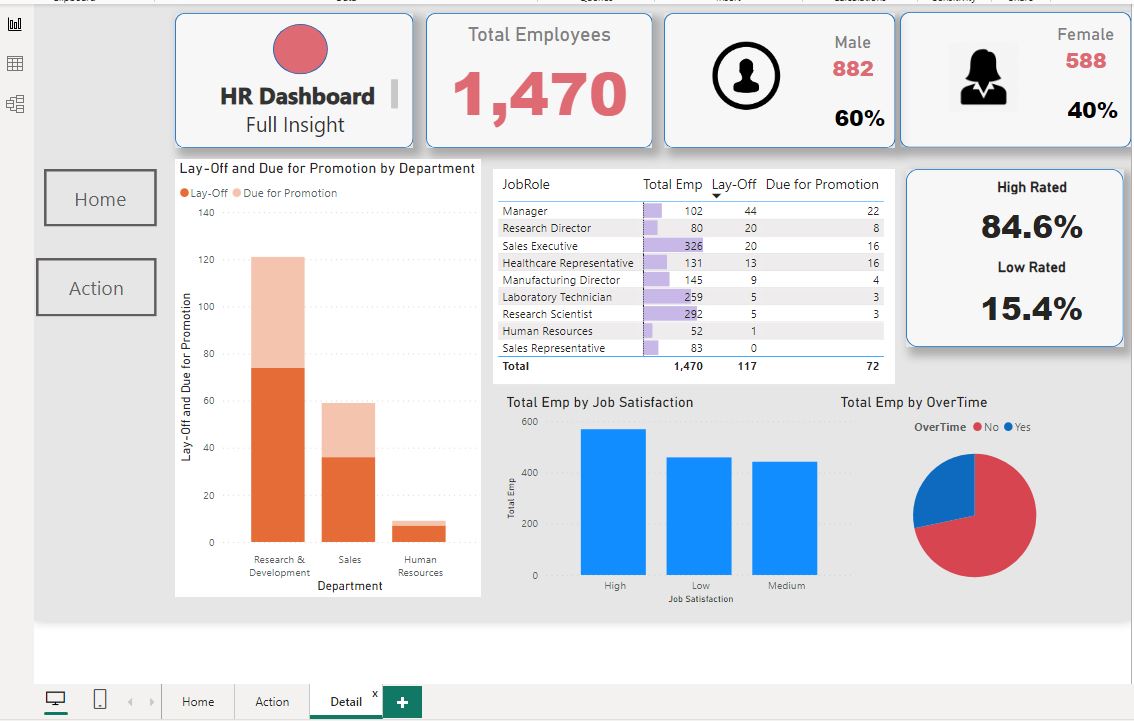 HR Dashboard
Full Insight
Total Employees
1,470
Male
882
60%
Female
588
40%
Home
Action
Lay-Off and Due for Promotion by Department
Lay-Off Due for Promotion
Lay-Off and Due for Promotion
140
120
100
80
60
40
20
0
Research & Development
Sales
Human Resources
Department
JobRole Total Emp Lay-Off Due for Promotion
Manager 102 44 22
Research Director 80 20 8
Sales Executive 326 20 16
Healthcare Representative 131 13 16
Manufacturing Director 145 9 4
Laboratory Technician 259 5 3
Research Scientist 292 5 3
Human Resources 52 1
Sales Representative 83 0
Total 1,470 117 72
High Rated
84.6%
Low Rated
15.4%
Total Emp by Job Satisfaction
Total Emp
600
400
200
0
High Low Medium
Job Satisfaction
Total Emp by OverTime
OverTime No Yes
Home Action Detail x +